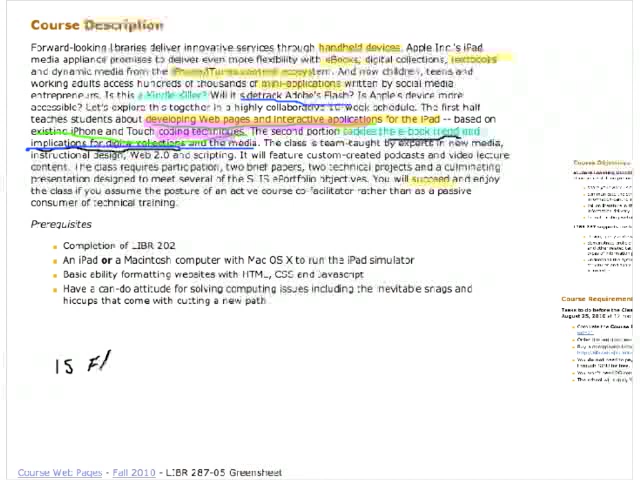 Course Description
Forward-looking libraries deliver innovative services through handheld devices. Apple Inc.'s iPad
media appliance promises to deliver even more flexibility with eBooks, digital collections, textbooks
and dynamic media from the iPhone/iTunes content ecosystem. And now children, teens and
working adults access hundreds of thousands of mini-applications written by social media
entrepreneurs. Is this a Kindle-Killer? Will it sidetrack Adobe's Flash? Is Apple's device more
accessible? Let's explore this together in a highly collaborative 16-week schedule. The first half
teaches students about developing Web pages and interactive applications for the iPad -- based on
existing iPhone and Touch coding techniques. The second portion tackles the e-book trend and
implications for digital collections and the media. The class is team-taught by experts in new media,
instructional design, Web 2.0 and scripting. It will feature custom-created podcasts and video lecture
content. The class requires participation, two brief papers, two technical projects and a culminating
presentation designed to meet several of the SLIS ePortfolio objectives. You will succeed and enjoy
the class if you assume the posture of an active course co-facilitator rather than as a passive
consumer of technical training.
Prerequisites
Completion of LIBR 202
An iPad or a Macintosh computer with Mac OS X to run the iPad simulator
Basic ability formatting websites with HTML, CSS and Javascript
Have a can-do attitude for solving computing issues including the inevitable snags and
hiccups that come with cutting a new path
Course Objectives
Course Requirements
August 25, 2010
IS Fl
Course Web Pages - Fall 2010 - LIBR 287-05 Greensheet